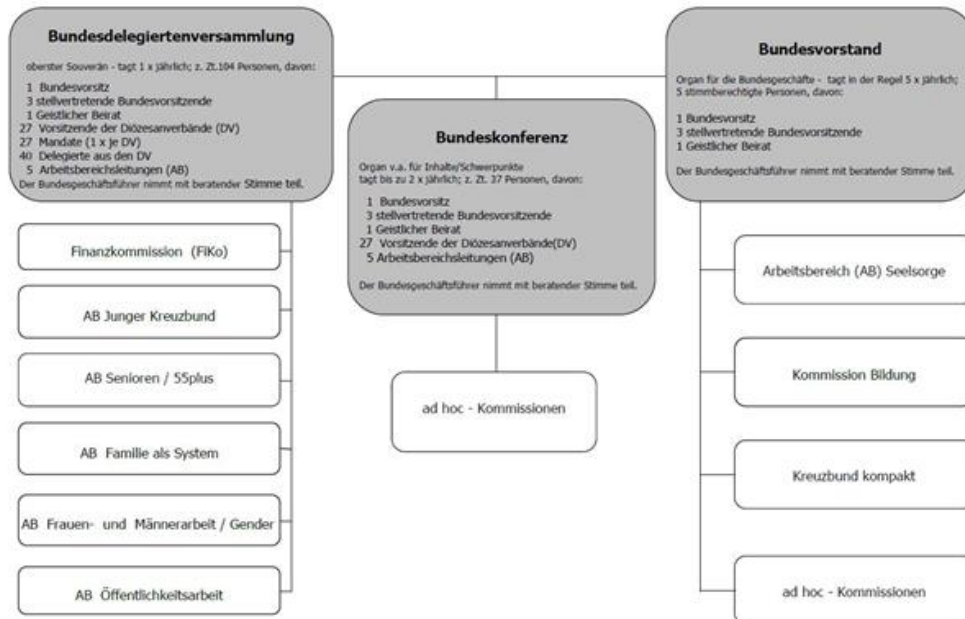 Bundesdelegiertenversammlung
oberster Souverän - tagt 1 x jährlich; z. Zt.104 Personen, davon:
1 Bundesvorsitz
3 stellvertretende Bundesvorsitzende
1 Geistlicher Beirat
27 Vorsitzende der Diözesanverbände (DV)
27 Mandate (1 x je DV)
40 Delegierte aus den DV
5 Arbeitsbereichsleitungen (AB)
Der Bundesgeschäftsführer nimmt mit beratender Stimme teil.
Finanzkommission (FiKo)
AB Junger Kreuzbund
AB Senioren / 55plus
AB Familie als System
AB Frauen- und Männerarbeit / Gender
AB Öffentlichkeitsarbeit
Bundeskonferenz
Organ v.a. für Inhalte/Schwerpunkte
tagt bis zu 2 x jährlich; z. Zt. 37 Personen, davon:
1 Bundesvorsitz
3 stellvertretende Bundesvorsitzende
1 Geistlicher Beirat
27 Vorsitzende der Diözesanverbände(DV)
5 Arbeitsbereichsleitungen (AB)
Der Bundesgeschäftsführer nimmt mit beratender Stimme teil.
ad hoc - Kommissionen
Bundesvorstand
Organ für die Bundesgeschäfte - tagt in der Regel 5 x jährlich;
5 stimmberechtigte Personen, davon:
1 Bundesvorsitz
3 stellvertretende Bundesvorsitzende
1 Geistlicher Beirat
Der Bundesgeschäftsführer nimmt mit beratender Stimme teil.
Arbeitsbereich (AB) Seelsorge
Kommission Bildung
Kreuzbund kompakt
ad hoc - Kommissionen